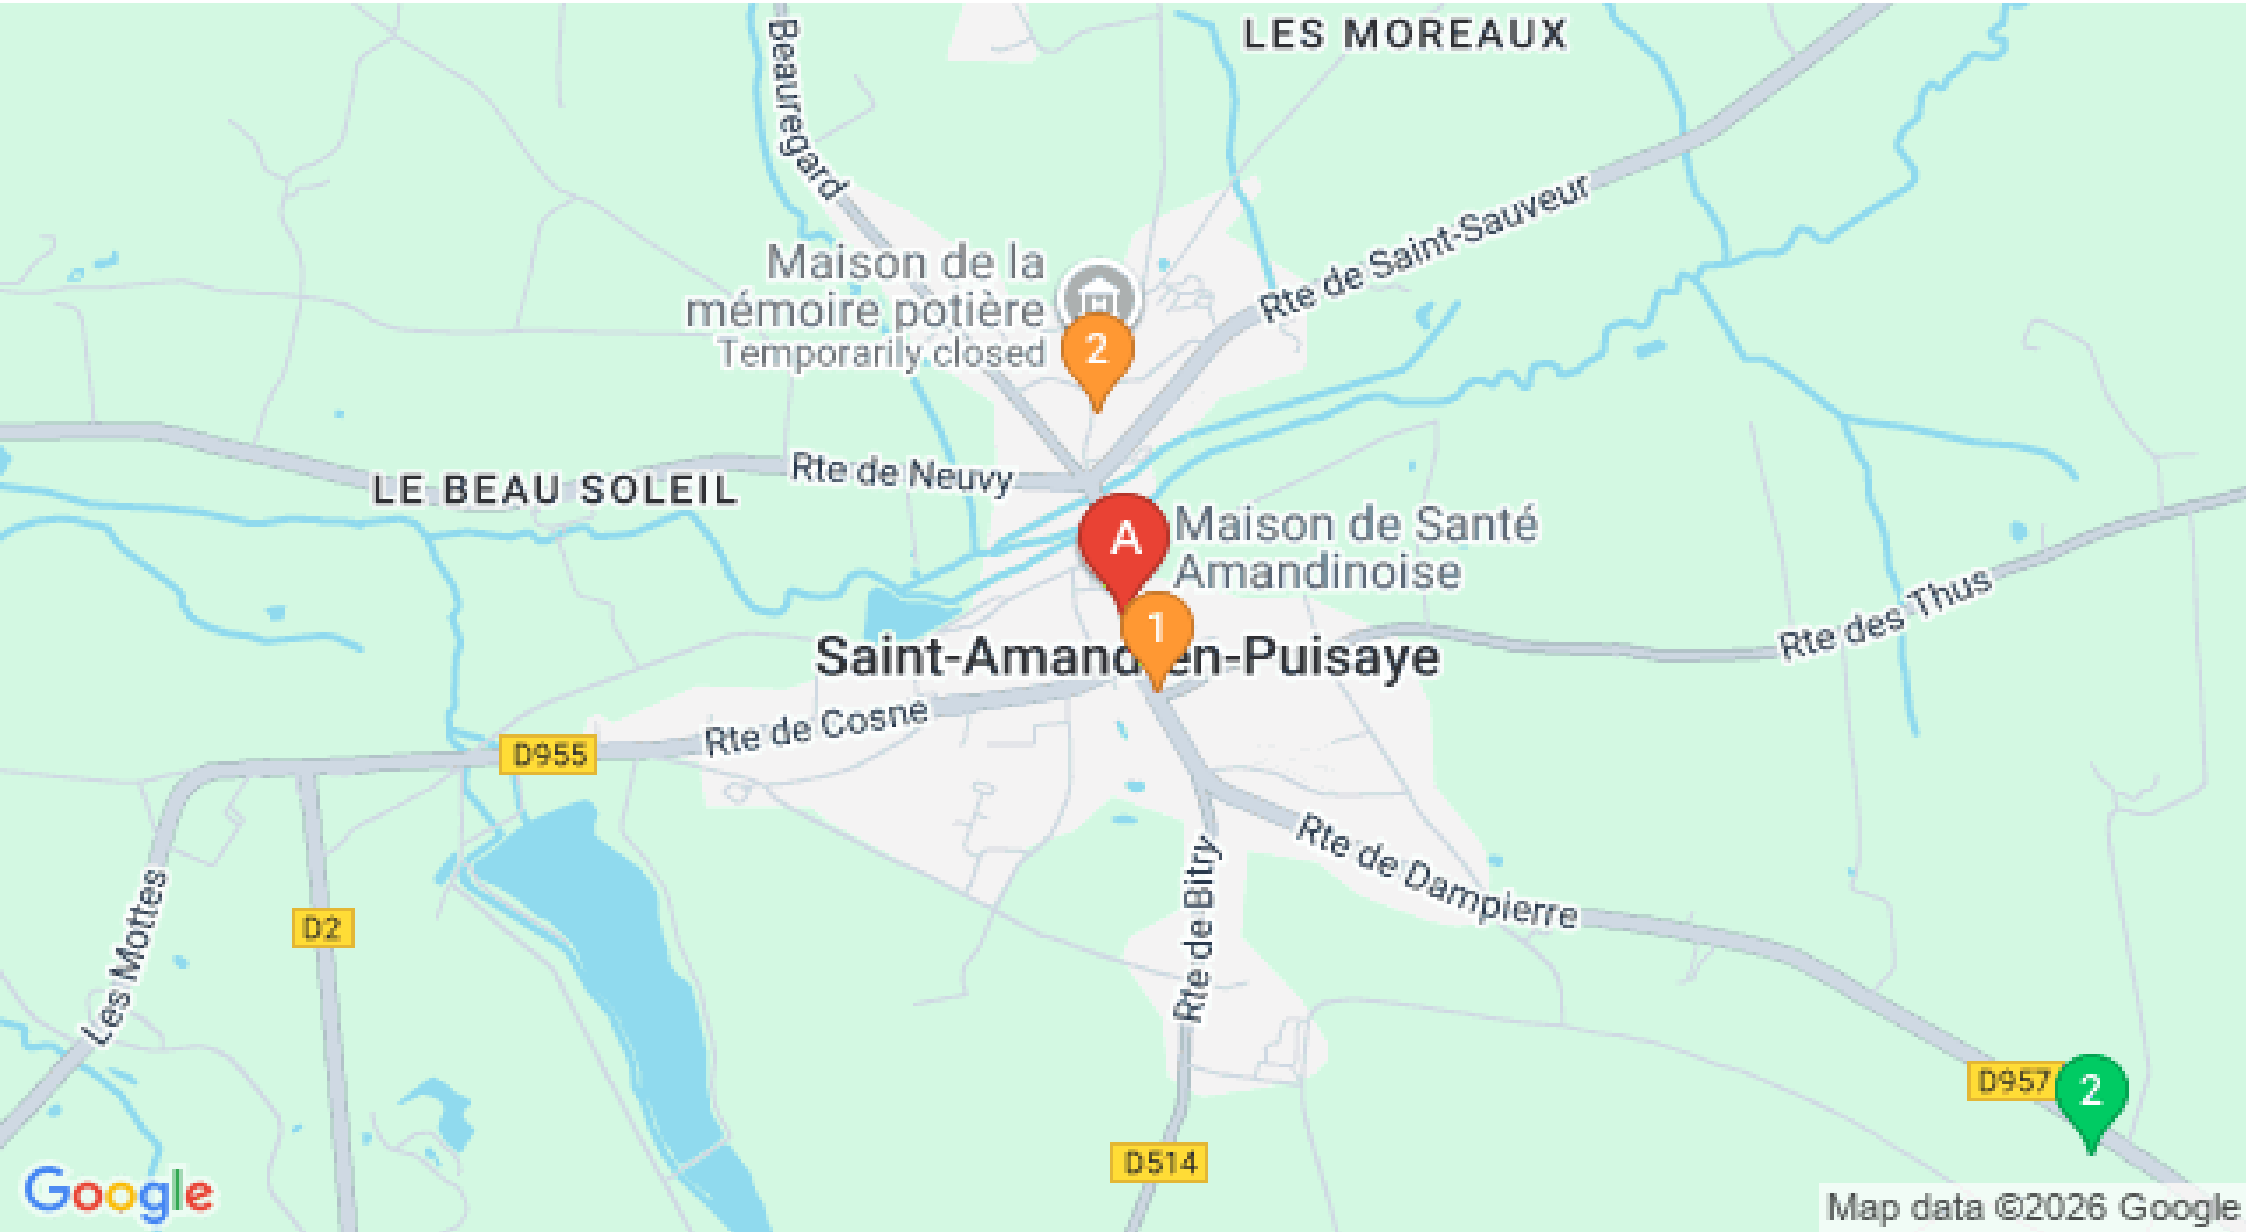 LES MOREAUX
Beauregard
Rte de Saint-Sauveur
Maison de la
mémoire potière
Temporarily closed
2
Rte de Neuvy
LE BEAU SOLEIL
A
Maison de Santé
Amandinoise
1
Saint-Amand-en-Puisaye
Rte des Thus
Rte de Cosne
D955
Rte de Dampierre
Rte de Bitry
Les Mottes
D2
D957
2
D514
Google
Map data ©2026 Google